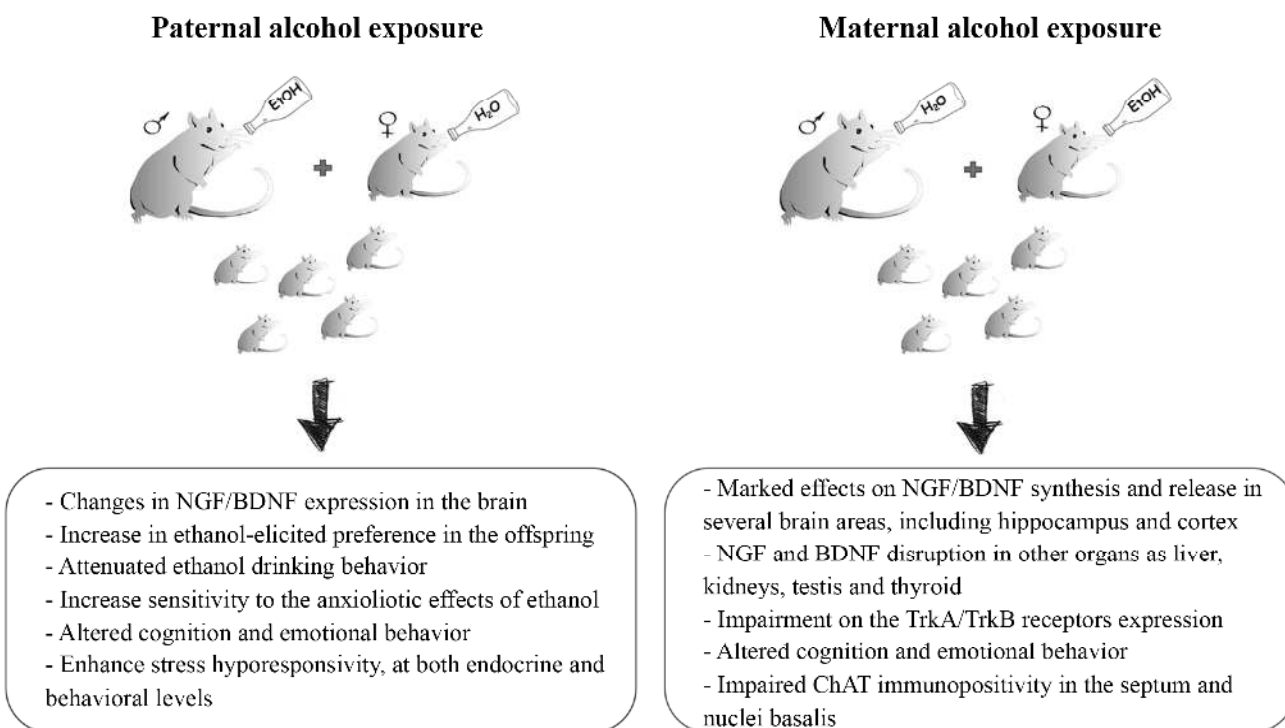 Paternal alcohol exposure
EtOH
H₂O
- Changes in NGF/BDNF expression in the brain
- Increase in ethanol-elicited preference in the offspring
- Attenuated ethanol drinking behavior
- Increase sensitivity to the anxioliotic effects of ethanol
- Altered cognition and emotional behavior
- Enhance stress hyporesponsivity, at both endocrine and
behavioral levels
Maternal alcohol exposure
H₂O
EtOH
- Marked effects on NGF/BDNF synthesis and release in
several brain areas, including hippocampus and cortex
- NGF and BDNF disruption in other organs as liver,
kidneys, testis and thyroid
- Impairment on the TrkA/TrkB receptors expression
- Altered cognition and emotional behavior
- Impaired ChAT immunopositivity in the septum and
nuclei basalis